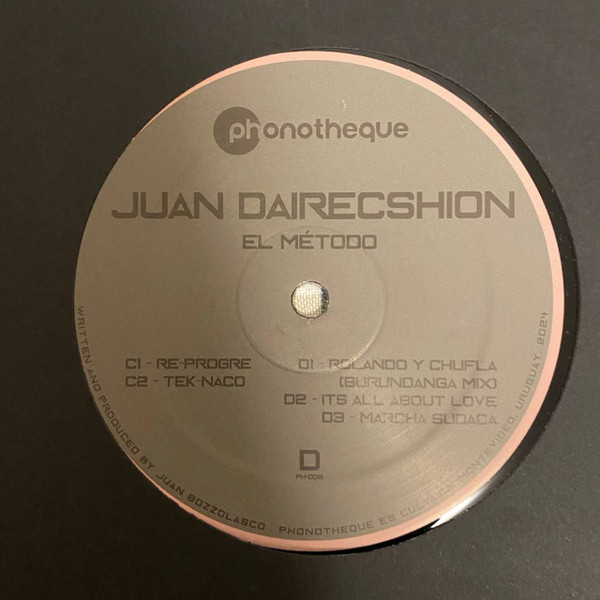 phonotheque
JUAN DAIRECSHION
EL MÉTODO
C1 - RE-PROGRE
C2 - TEK-NACO
D1 - ROLANDO Y CHUFLA
(BURUNDANGA MIX)
D2 - ITS ALL ABOUT LOVE
D3 - MARCHA SUDACA
D
PH-008
WRITTEN AND PRODUCED BY JUAN BOZZOLASCO . PHONOTHEQUE ES CULTURA. MONTEVIDEO, URUGUAY. 2024